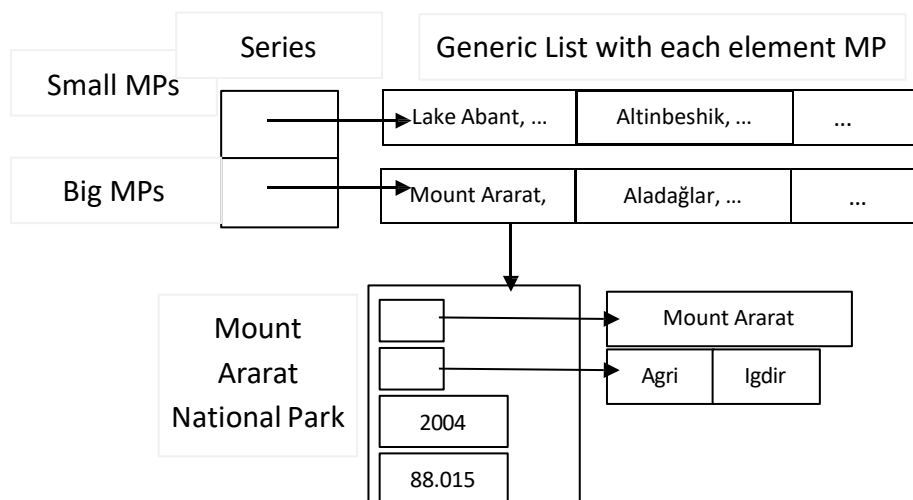 Series
Generic List with each element MP
Small MPs
Lake Abant, ...
Altinbeshik, ...
...
Big MPs
Mount Ararat,
Aladağlar, ...
...
Mount
Ararat
National Park
Mount Ararat
Agri
Igdir
2004
88.015